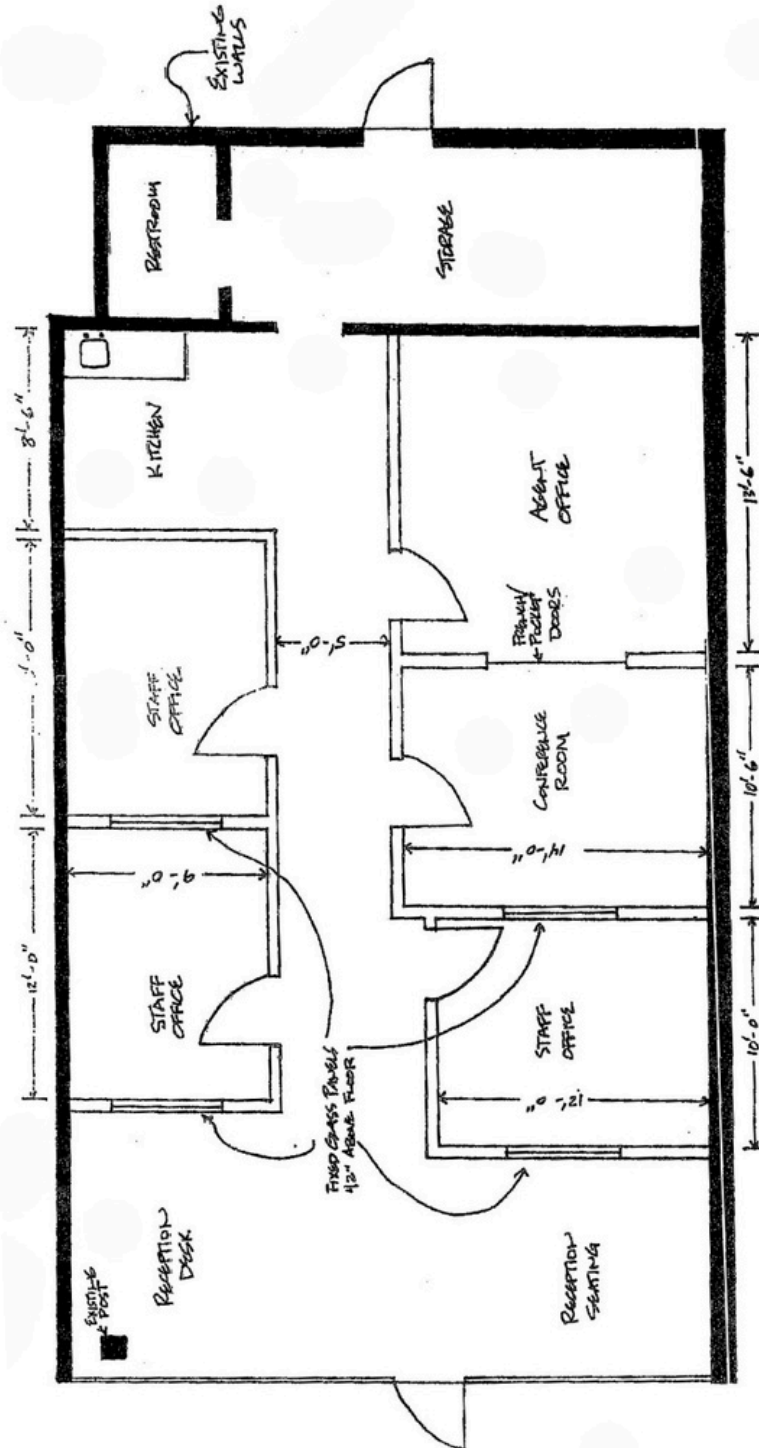 EXISTING
WALLS
RESTROOM
STORAGE
8'-6"
KITCHEN
AGENT
OFFICE
13'-6"
FRENCH/
POCKET
DOORS
5'-0"
STAFF
OFFICE
CONFERENCE
ROOM
14'-0"
10'-6"
12'-0"
9'-0"
STAFF
OFFICE
FIXED GLASS PANELS
42" ABOVE FLOOR
STAFF
OFFICE
12'-0"
10'-0"
RECEPTION
DESK
EXISTING
POST
RECEPTION
SEATING